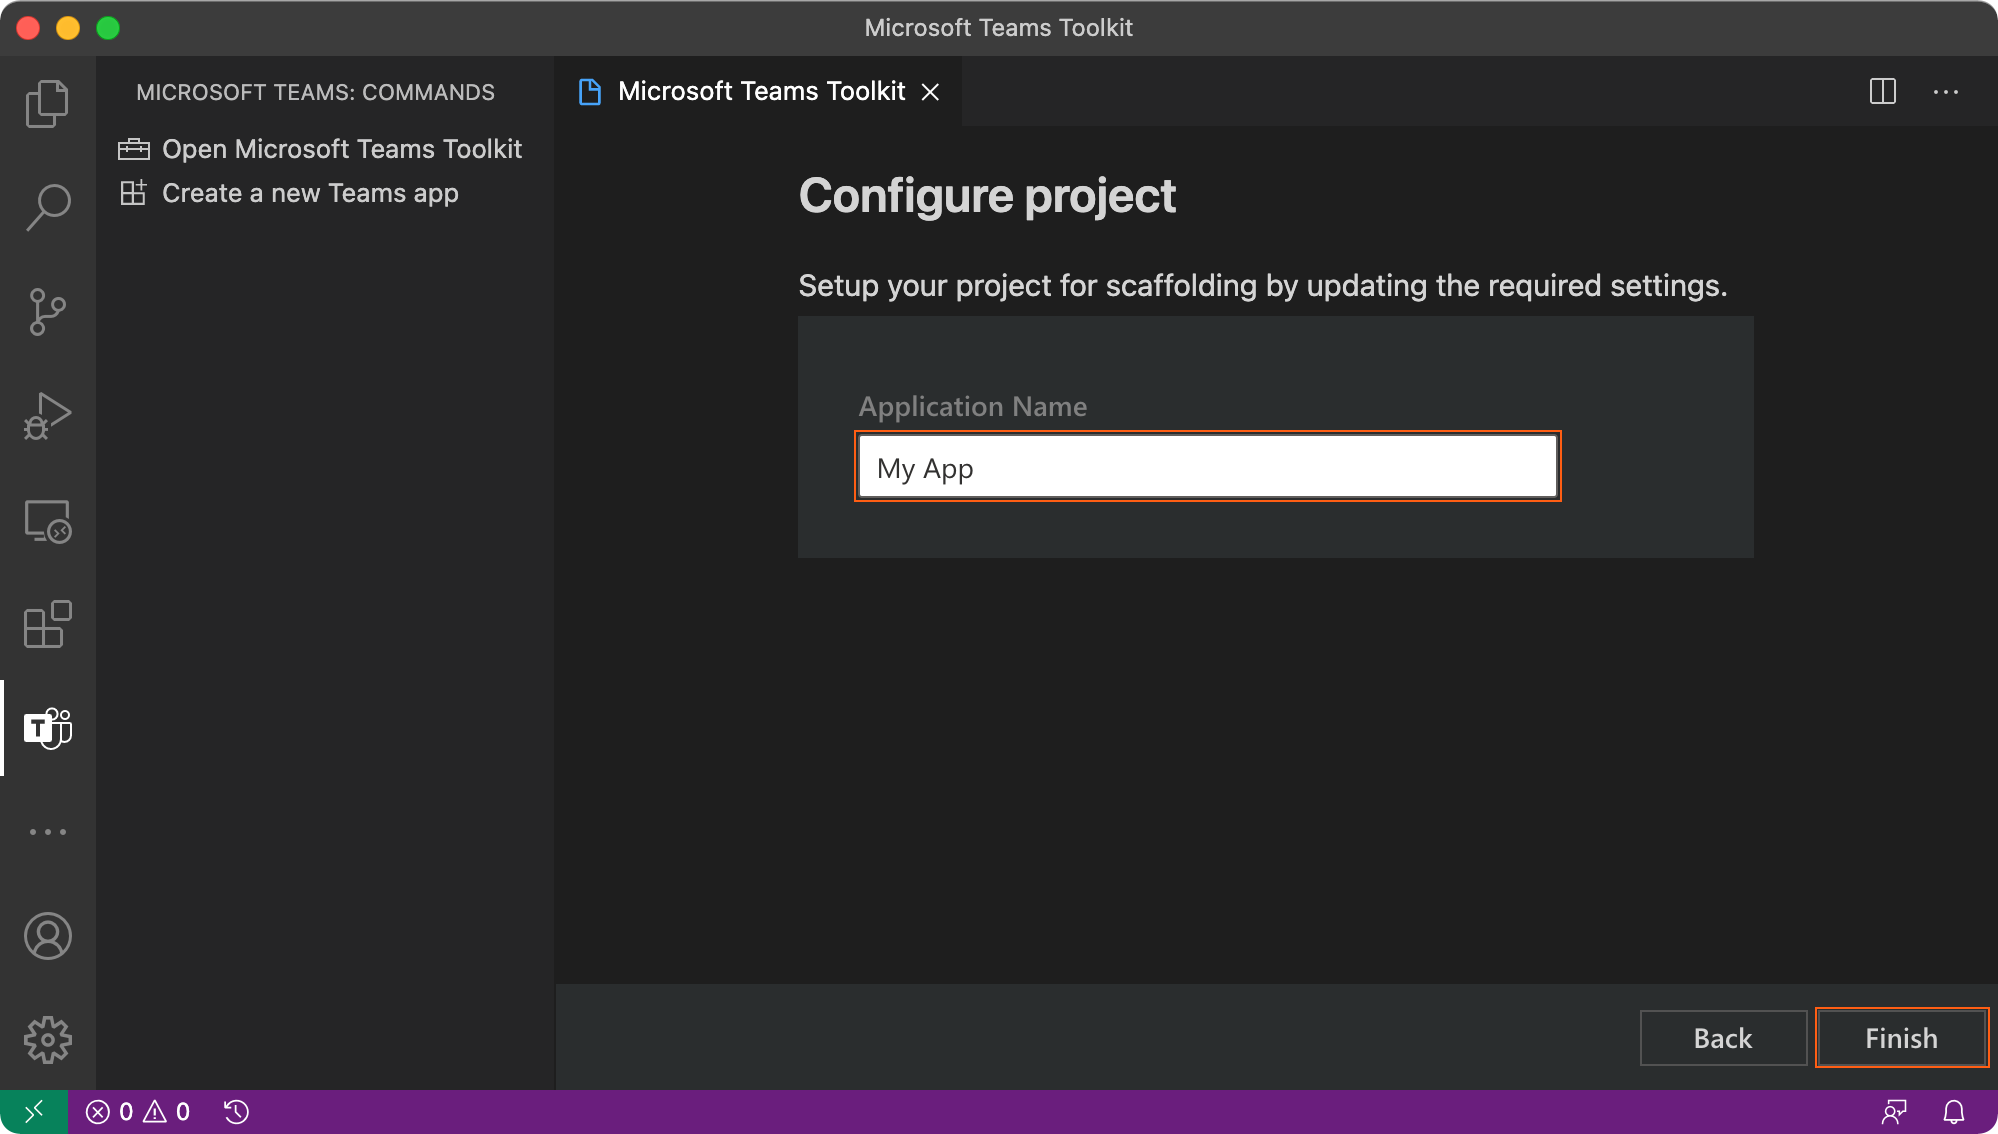 Microsoft Teams Toolkit
MICROSOFT TEAMS: COMMANDS
Open Microsoft Teams Toolkit
Create a new Teams app
Microsoft Teams Toolkit
Configure project
Setup your project for scaffolding by updating the required settings.
Application Name
My App
T
Back
Finish
0
0